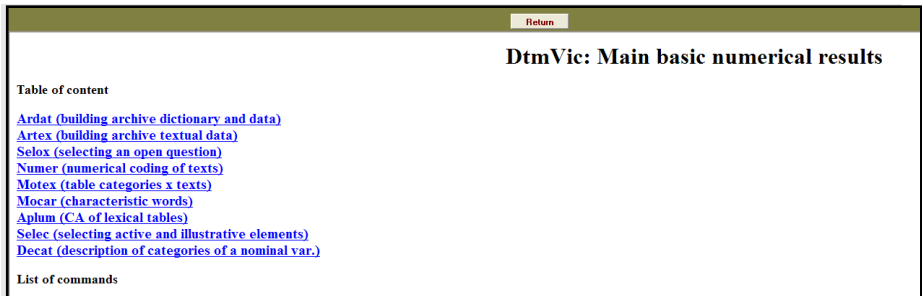 Return
DtmVic: Main basic numerical results
Table of content
Ardat (building archive dictionary and data)
Artex (building archive textual data)
Selox (selecting an open question)
Numer (numerical coding of texts)
Motex (table categories x texts)
Mocar (characteristic words)
Aplum (CA of lexical tables)
Selec (selecting active and illustrative elements)
Decat (description of categories of a nominal var.)
List of commands